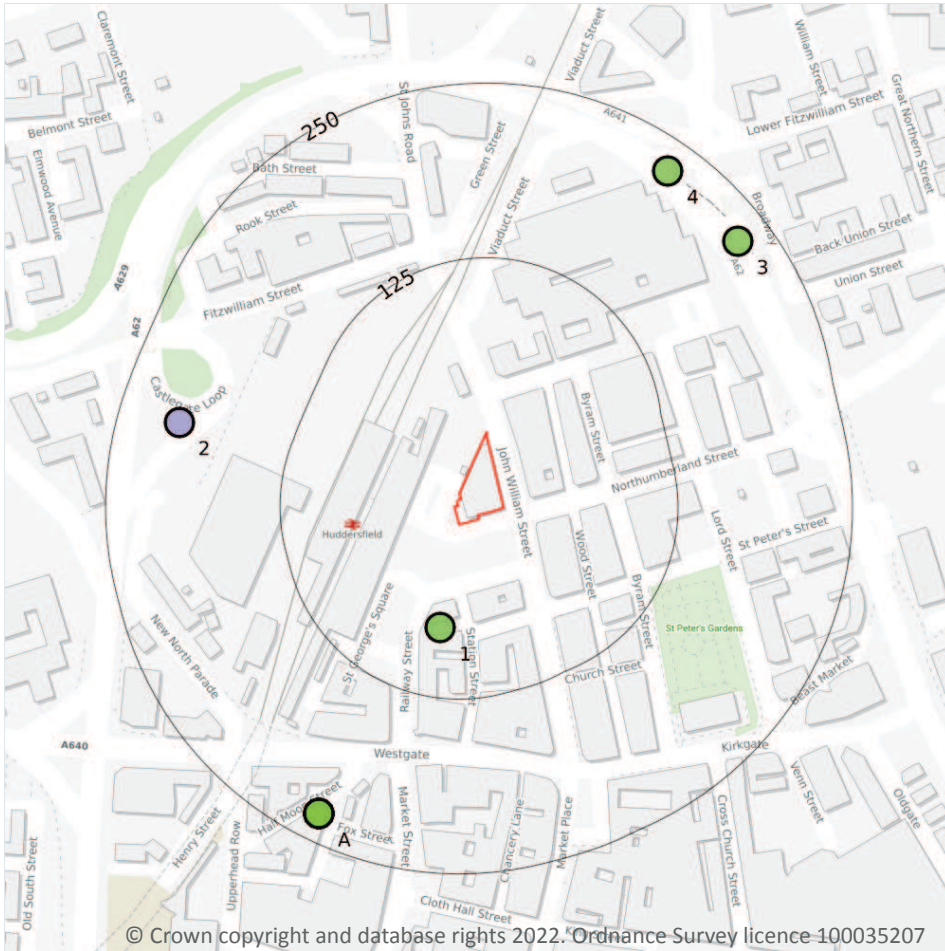 Claremont Street
Viaduct Street
William Street
Great Northern Street
Belmont Street
St Johns Road
A641
Lower Fitzwilliam Street
250
Elmwood Avenue
Bath Street
Green Street
4
Rook Street
Viaduct Street
Broadway
Back Union Street
A629
A62
3
Union Street
125
Fitzwilliam Street
A62
Castlegate Loop
Byram Street
2
John William Street
Northumberland Street
Huddersfield
Lord Street
St Peter's Street
Wood Street
Byram Street
St George's Square
St Peter's Gardens
New North Parade
Railway Street
1
Station Street
Church Street
Beast Market
A640
Westgate
Kirkgate
Half Moon Street
Market Street
Chancery Lane
Market Place
Cross Church Street
Venn Street
Oldgate
Henry Street
Upperhead Row
Fox Street
A
Old South Street
Cloth Hall Street
© Crown copyright and database rights 2022. Ordnance Survey licence 100035207